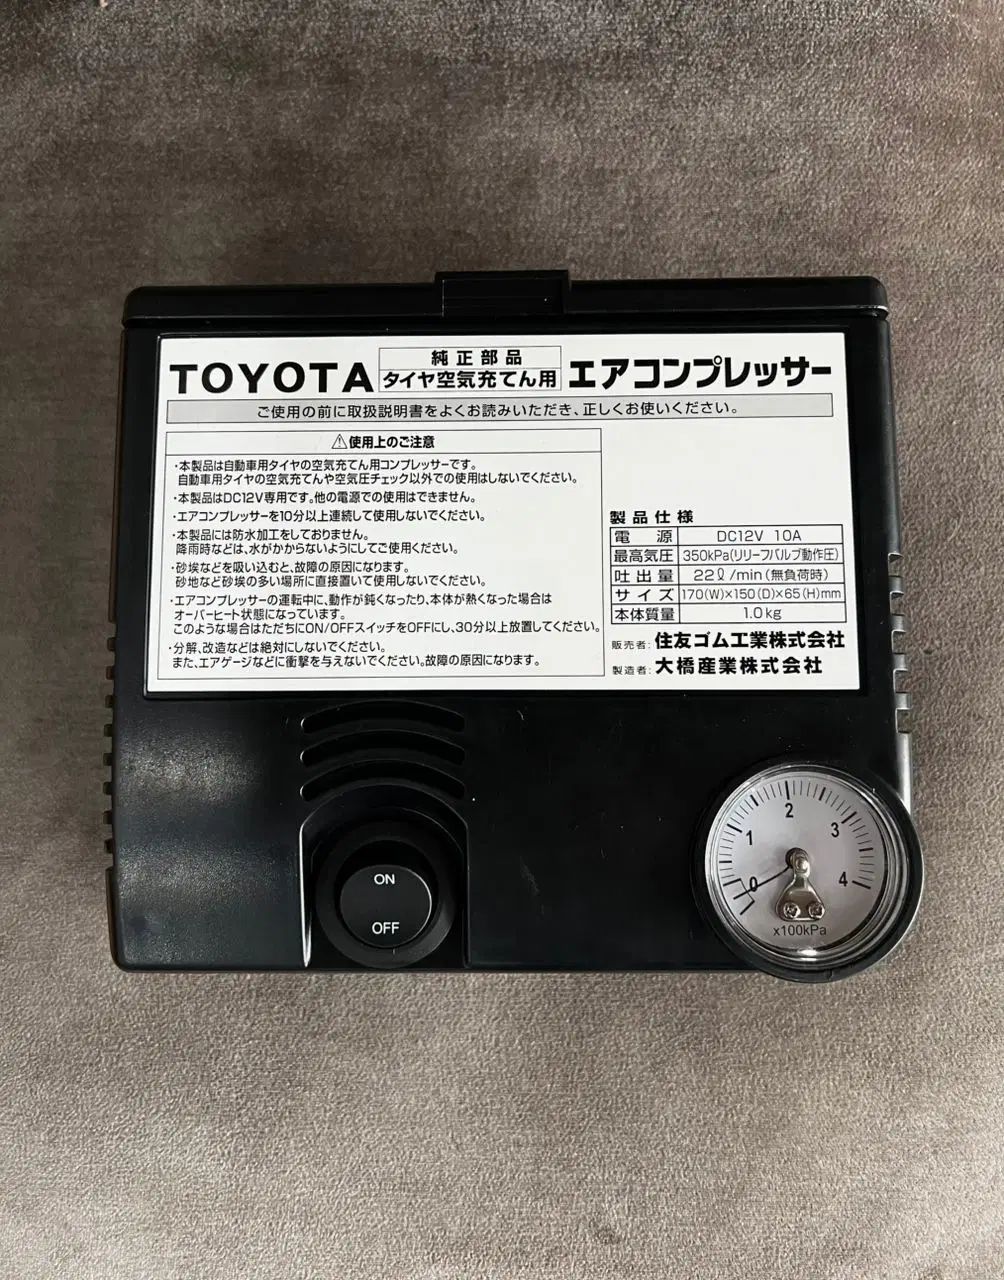 TOYOTA 純正部品 タイヤ空気充てん用 エアコンプレッサー
ご使用の前に取扱説明書をよくお読みいただき、正しくお使いください。
⚠使用上のご注意
・本製品は自動車用タイヤの空気充てん用コンプレッサーです。
自動車用タイヤの空気充てんや空気圧チェック以外での使用はしないでください。
・本製品はDC12V専用です。他の電源での使用はできません。
・エアコンプレッサーを10分以上連続して使用しないでください。
・本製品には防水加工をしておりません。
降雨時などは、水がかからないようにしてご使用ください。
・砂埃などを吸い込むと、故障の原因になります。
砂地など砂埃の多い場所に直接置いて使用しないでください。
・エアコンプレッサーの運転中に、動作が鈍くなったり、本体が熱くなった場合は
オーバーヒート状態になっています。
このような場合はただちにON/OFFスイッチをOFFにし、30分以上放置してください。
・分解、改造などは絶対にしないでください。
また、エアゲージなどに衝撃を与えないでください。故障の原因になります。
製品仕様
電源 DC12V 10A
最高気圧 350kPa(リリーフバルブ動作圧)
吐出量 22ℓ/min(無負荷時)
サイズ 170(W)×150(D)×65(H)mm
本体質量 1.0kg
販売者:住友ゴム工業株式会社
製造者:大橋産業株式会社
ON
OFF
0 1 2 3 4
x100kPa